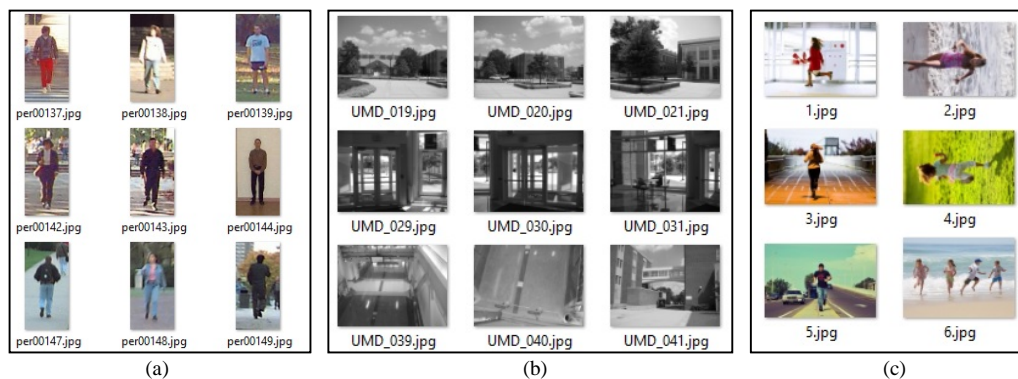 per00137.jpg per00138.jpg per00139.jpg
per00142.jpg per00143.jpg per00144.jpg
per00147.jpg per00148.jpg per00149.jpg
(a)
UMD_019.jpg UMD_020.jpg UMD_021.jpg
UMD_029.jpg UMD_030.jpg UMD_031.jpg
UMD_039.jpg UMD_040.jpg UMD_041.jpg
(b)
1.jpg 2.jpg
3.jpg 4.jpg
5.jpg 6.jpg
(c)